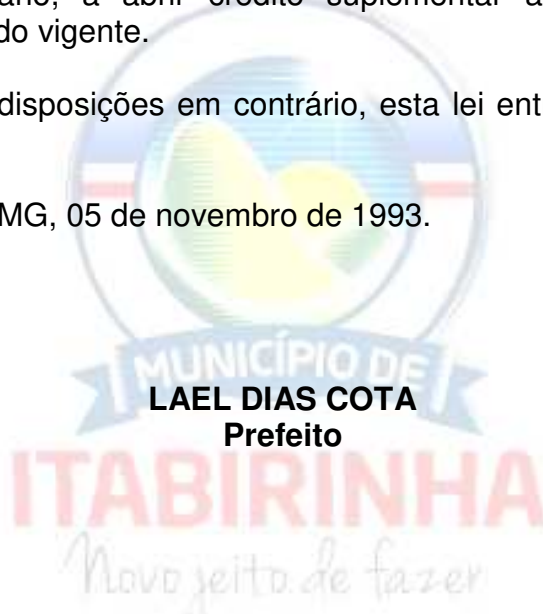 ário, a abrir crédito suplementar a
do vigente.
disposições em contrário, esta lei ent
MG, 05 de novembro de 1993.
MUNICÍPIO DE
LAEL DIAS COTA
Prefeito
ITABIRINHA
Novo jeito de fazer